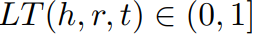 LT(h, r, t) ∈ (0, 1]